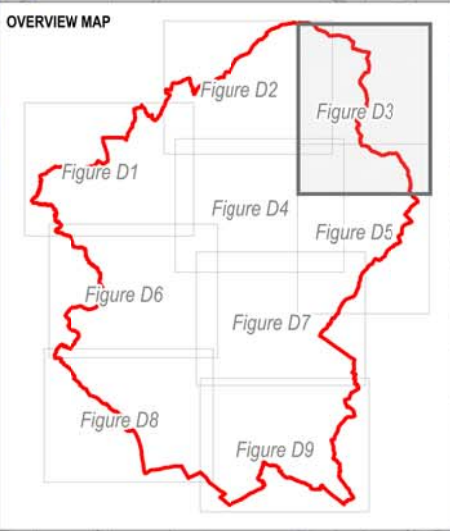 OVERVIEW MAP
Figure D2
Figure D3
Figure D1
Figure D4
Figure D5
Figure D6
Figure D7
Figure D8
Figure D9